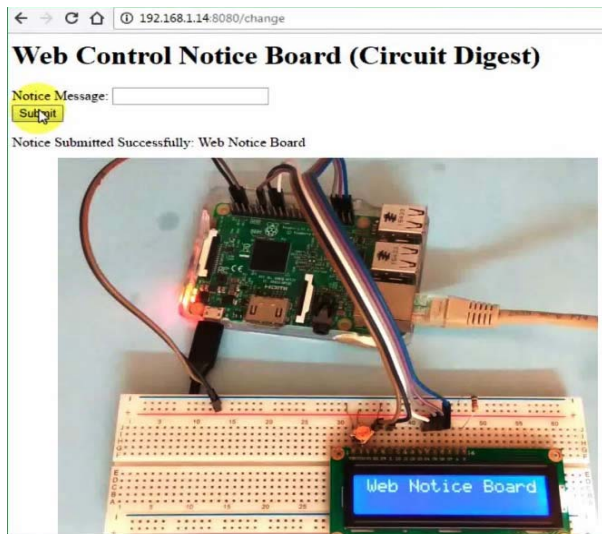 192.168.1.14:8080/change
Web Control Notice Board (Circuit Digest)
Notice Message:
Submit
Notice Submitted Successfully: Web Notice Board
HDMI
Web Notice Board